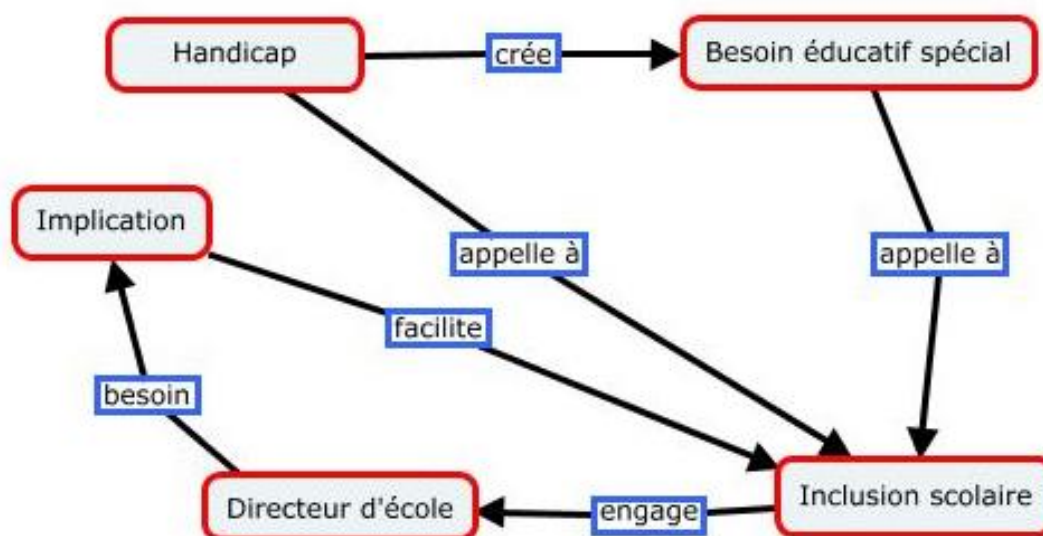 Handicap
crée
Besoin éducatif spécial
Implication
appelle à
appelle à
facilite
besoin
Directeur d'école
engage
Inclusion scolaire